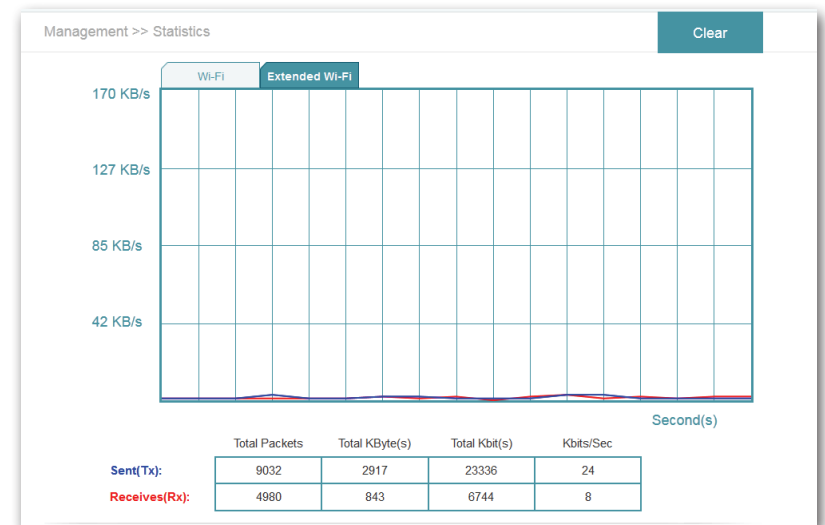 Management >> Statistics
Clear
Wi-Fi Extended Wi-Fi
170 KB/s
127 KB/s
85 KB/s
42 KB/s
Second(s)
Total Packets Total KByte(s) Total Kbit(s) Kbits/Sec
Sent(Tx): 9032 2917 23336 24
Receives(Rx): 4980 843 6744 8